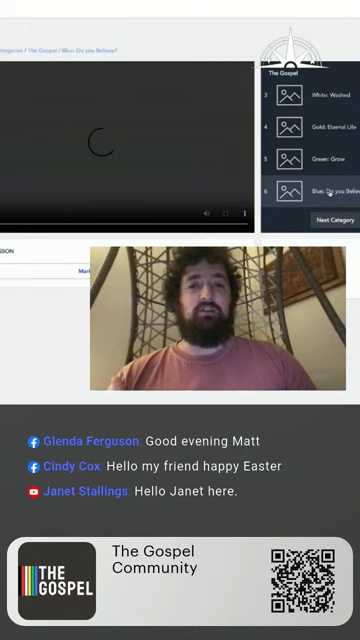 ategories / The Gospel / Blue: Do you Believe?
The Gospel
3 White: Washed
4 Gold: Eternal Life
5 Green: Grow
6 Blue: Do you Believe
Next Category
SSON
Mark
Glenda Ferguson: Good evening Matt
Cindy Cox: Hello my friend happy Easter
Janet Stallings: Hello Janet here.
THE
GOSPEL
The Gospel
Community